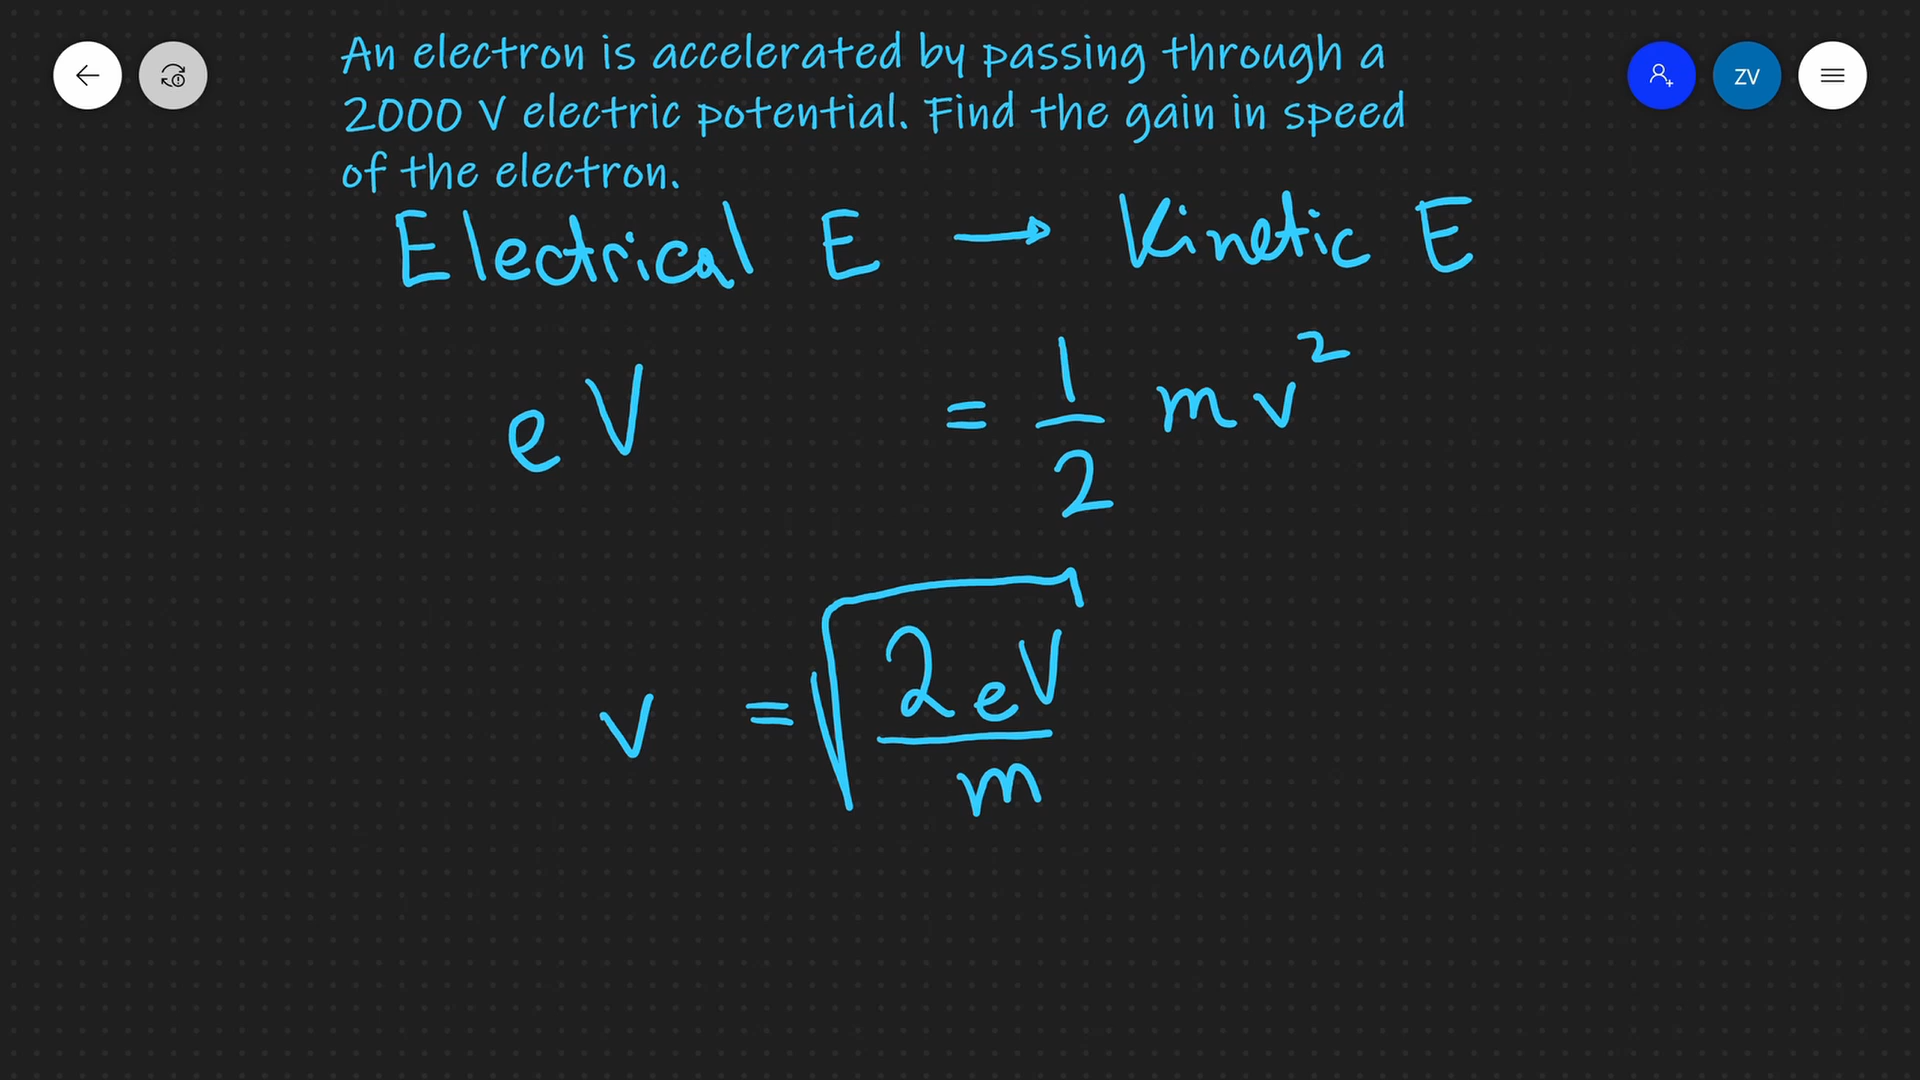 An electron is accelerated by passing through a
2000 V electric potential. Find the gain in speed
of the electron.
ZV
Electrical E → Kinetic E
eV = 1/2 mv²
v = √(2eV/m)